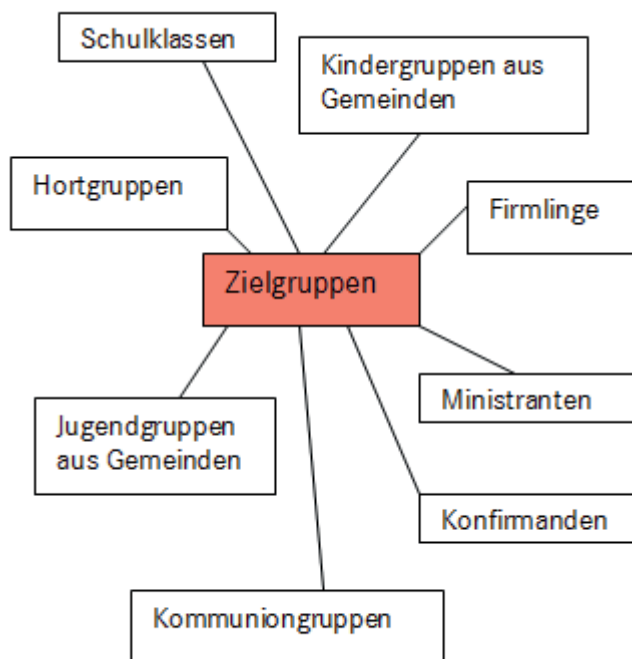 Schulklassen
Kindergruppen aus
Gemeinden
Hortgruppen
Firmlinge
Zielgruppen
Ministranten
Jugendgruppen
aus Gemeinden
Konfirmanden
Kommuniongruppen